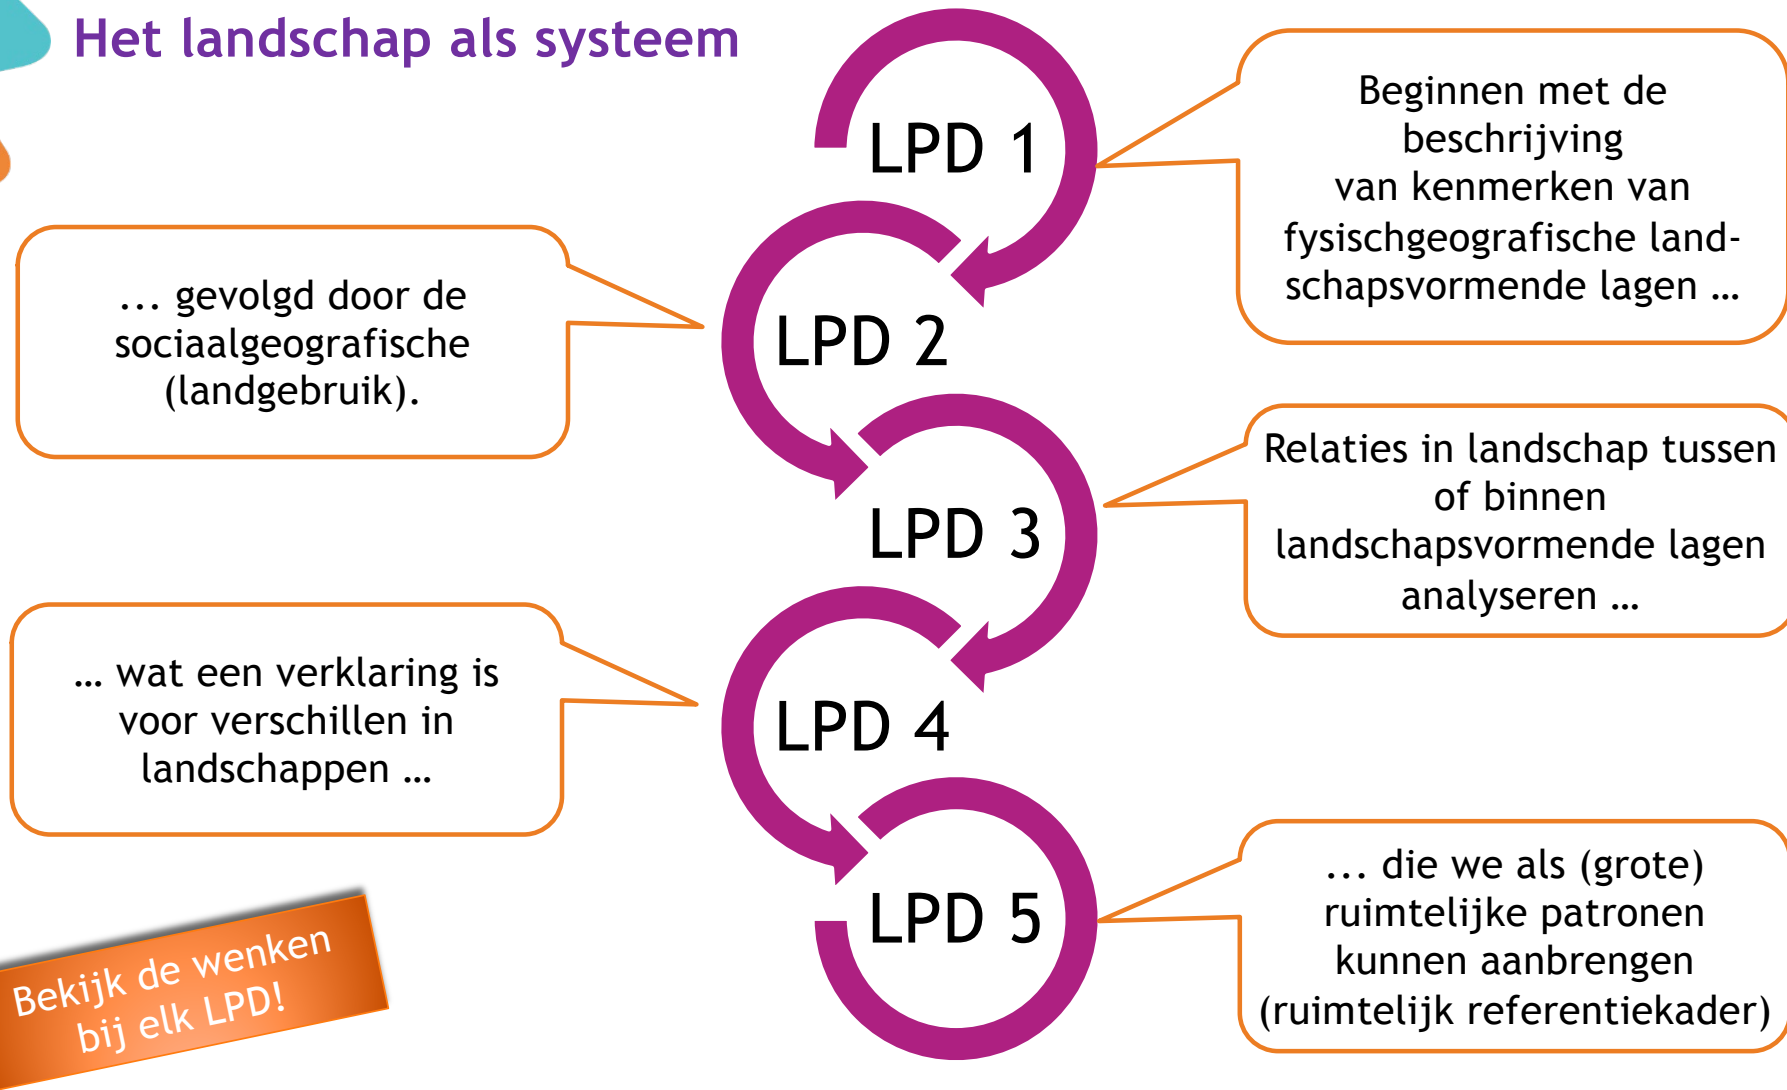 Het landschap als systeem
LPD 1
Beginnen met de
beschrijving
van kenmerken van
fysischgeografische land-
schapsvormende lagen …
LPD 2
... gevolgd door de
sociaalgeografische
(landgebruik).
LPD 3
Relaties in landschap tussen
of binnen
landschapsvormende lagen
analyseren …
LPD 4
… wat een verklaring is
voor verschillen in
landschappen …
LPD 5
... die we als (grote)
ruimtelijke patronen
kunnen aanbrengen
(ruimtelijk referentiekader)
Bekijk de wenken
bij elk LPD!